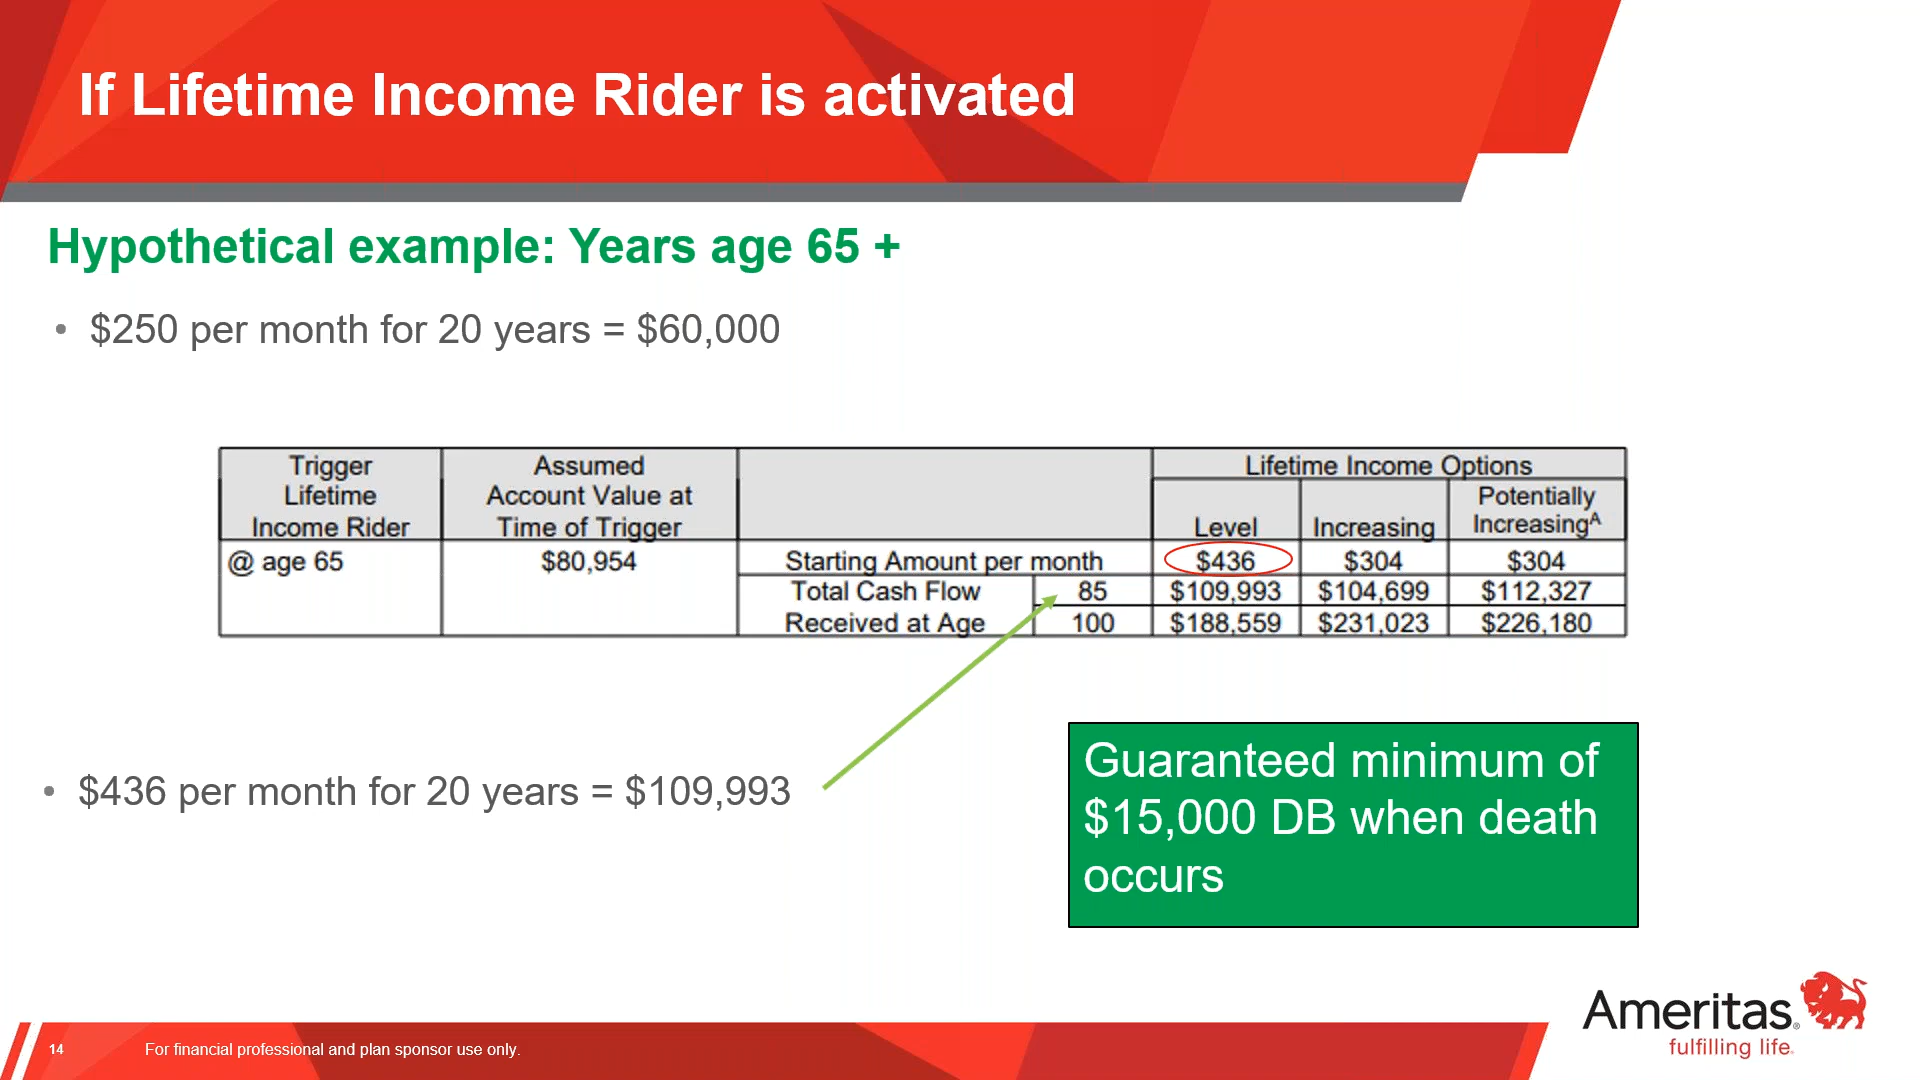 If Lifetime Income Rider is activated
Hypothetical example: Years age 65 +
• $250 per month for 20 years = $60,000
Trigger
Lifetime
Income Rider
Assumed
Account Value at
Time of Trigger
Lifetime Income Options
Level
Increasing
Potentially
IncreasingA
@ age 65
$80,954
Starting Amount per month
$436
$304
$304
Total Cash Flow
Received at Age
85
$109,993
$104,699
$112,327
100
$188,559
$231,023
$226,180
• $436 per month for 20 years = $109,993
Guaranteed minimum of
$15,000 DB when death
occurs
Ameritas®
fulfilling life.
14
For financial professional and plan sponsor use only.